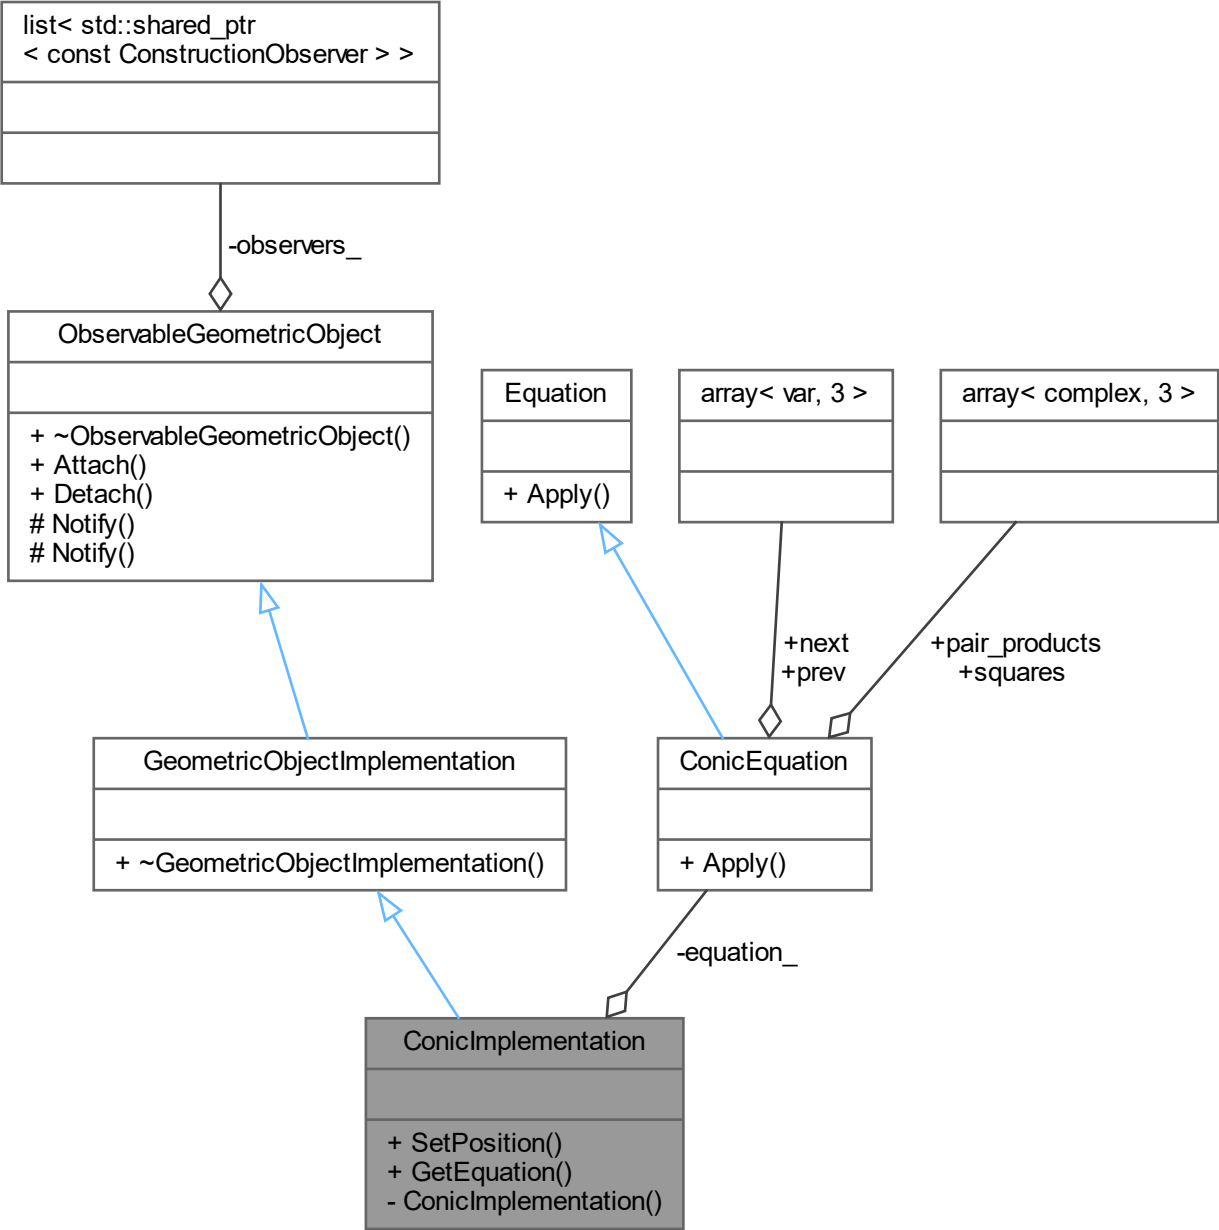 list< std::shared_ptr
< const ConstructionObserver > >
-observers_
ObservableGeometricObject
+ ~ObservableGeometricObject()
+ Attach()
+ Detach()
# Notify()
# Notify()
Equation
+ Apply()
array< var, 3 >
array< complex, 3 >
+next
+prev
+pair_products
+squares
GeometricObjectImplementation
+ ~GeometricObjectImplementation()
ConicEquation
+ Apply()
-equation_
ConicImplementation
+ SetPosition()
+ GetEquation()
- ConicImplementation()